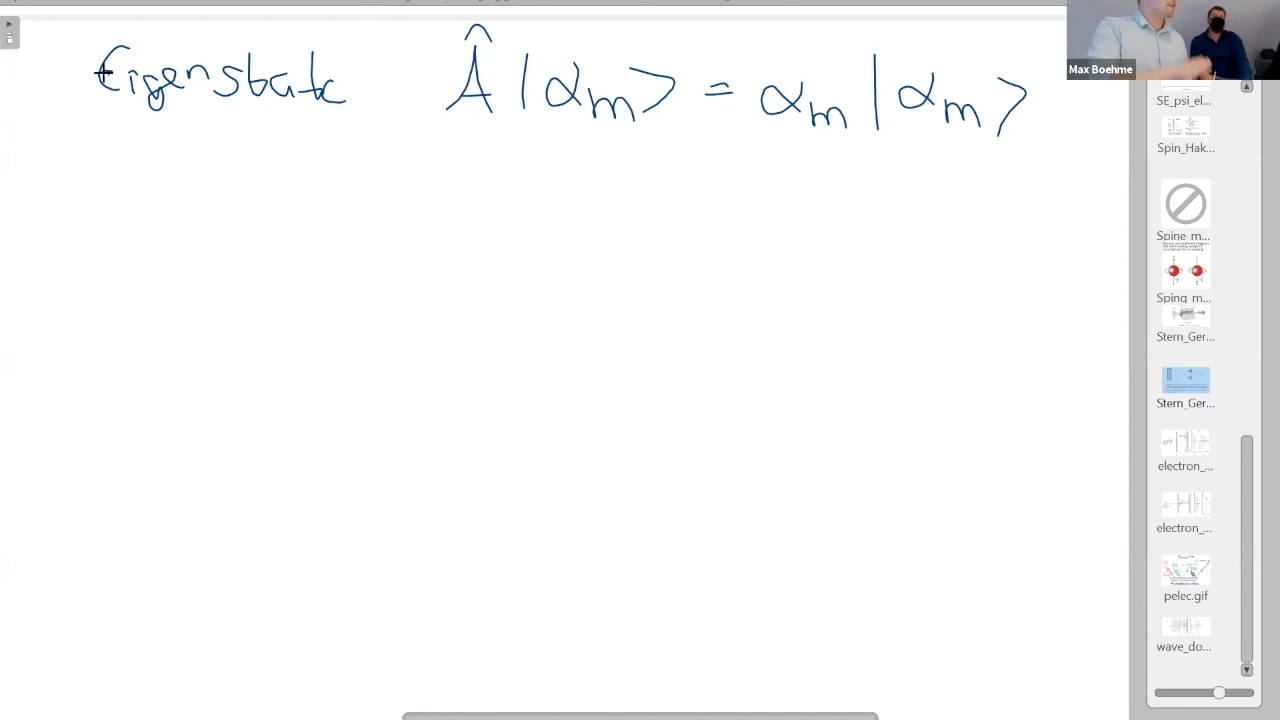 Eigenstate Â |α_m⟩ = α_m |α_m⟩
Max Boehme
SE_psi_el...
Spin_Hak...
Spine_m...
Sping_m...
Stern_Ger...
Stern_Ger...
electron_...
electron_...
pelec.gif
wave_do...